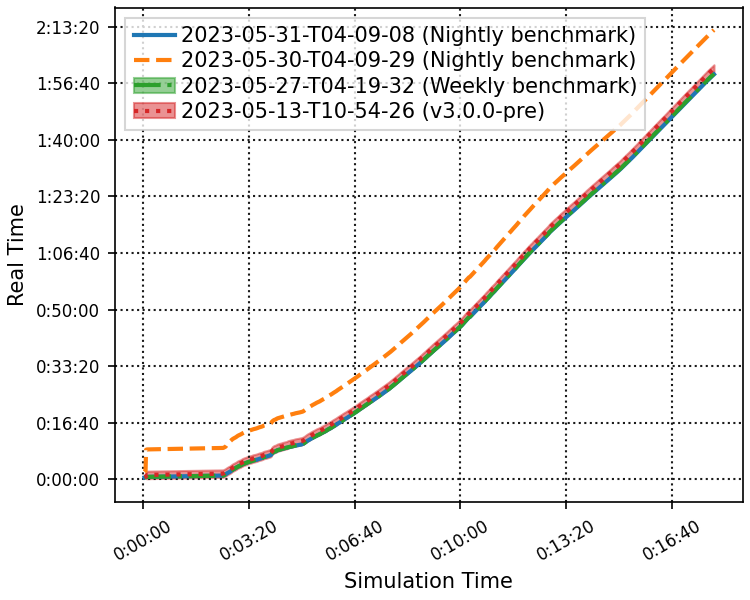 2023-05-31-T04-09-08 (Nightly benchmark)
2023-05-30-T04-09-29 (Nightly benchmark)
2023-05-27-T04-19-32 (Weekly benchmark)
2023-05-13-T10-54-26 (v3.0.0-pre)
2:13:20
1:56:40
1:40:00
1:23:20
1:06:40
0:50:00
0:33:20
0:16:40
0:00:00
Real Time
0:00:00
0:03:20
0:06:40
0:10:00
0:13:20
0:16:40
Simulation Time